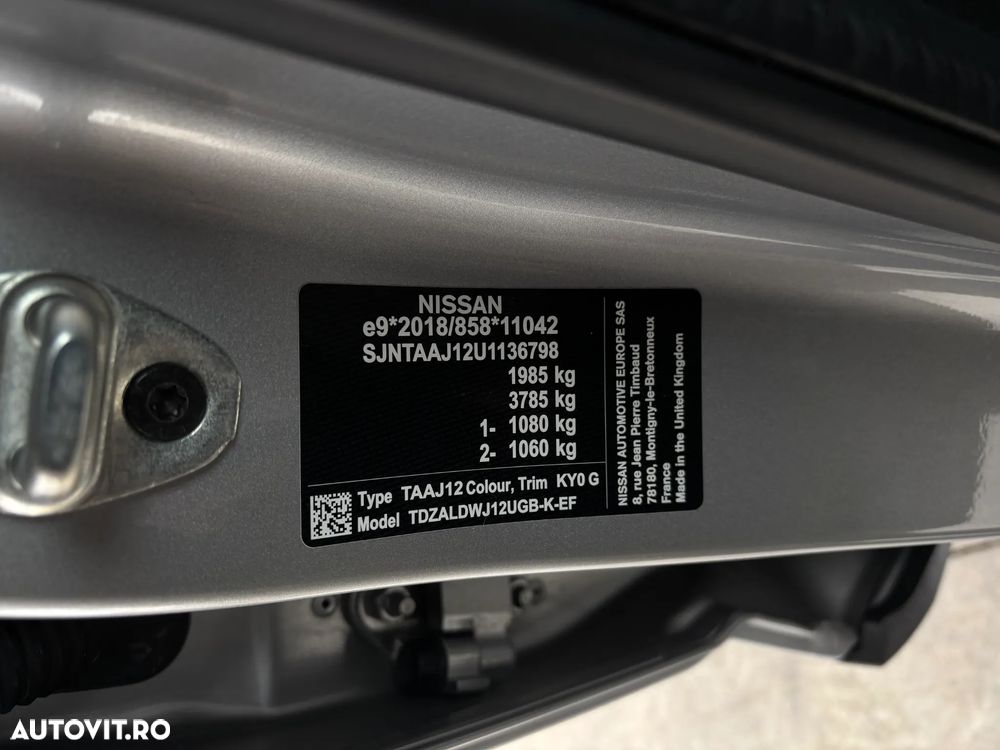 NISSAN
e9*2018/858*11042
SJNTAAJ12U1136798
1985 kg
3785 kg
1- 1080 kg
2- 1060 kg
Type TAAJ12 Colour, Trim KY0 G
Model TDZALDWJ12UGB-K-EF
NISSAN AUTOMOTIVE EUROPE SAS
8, rue Jean Pierre Timbaud
78180, Montigny-le-Bretonneux
France
Made in the United Kingdom
AUTOVIT.RO